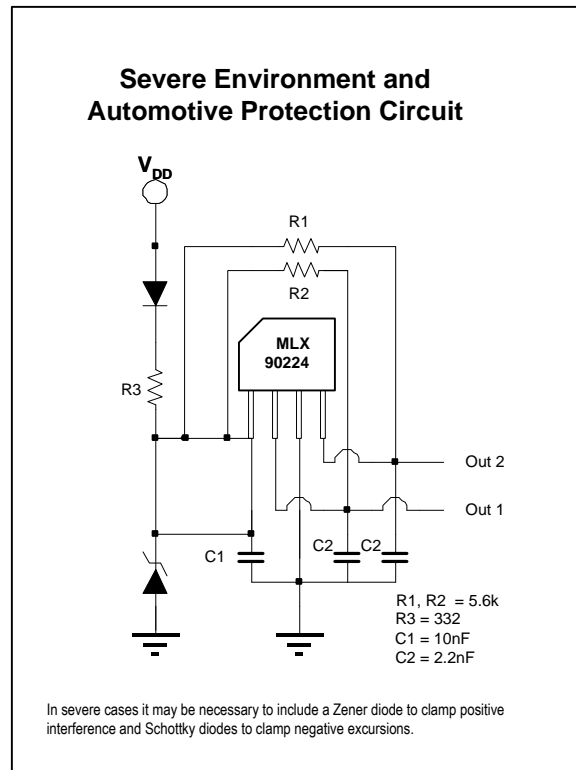 Severe Environment and
Automotive Protection Circuit
VDD
R1
R2
MLX
90224
R3
Out 2
Out 1
C1
C2
C2
R1, R2 = 5.6k
R3 = 332
C1 = 10nF
C2 = 2.2nF
In severe cases it may be necessary to include a Zener diode to clamp positive
interference and Schottky diodes to clamp negative excursions.